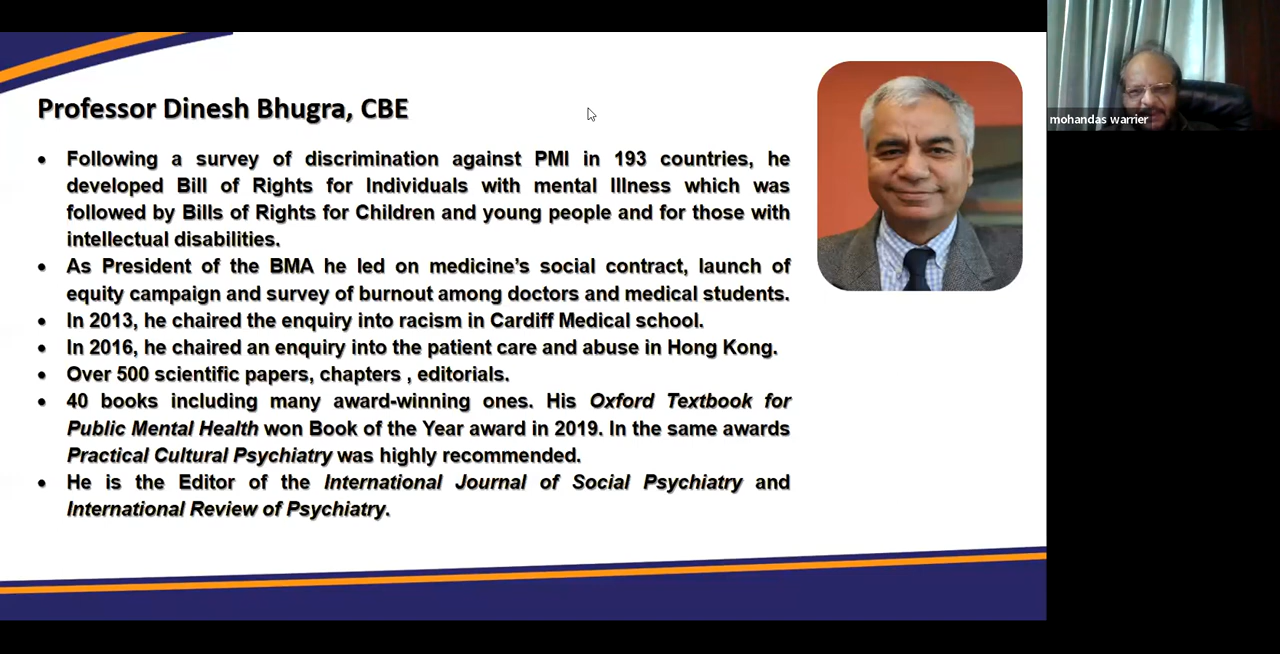 Professor Dinesh Bhugra, CBE
• Following a survey of discrimination against PMI in 193 countries, he
developed Bill of Rights for Individuals with mental Illness which was
followed by Bills of Rights for Children and young people and for those with
intellectual disabilities.
• As President of the BMA he led on medicine's social contract, launch of
equity campaign and survey of burnout among doctors and medical students.
• In 2013, he chaired the enquiry into racism in Cardiff Medical school.
• In 2016, he chaired an enquiry into the patient care and abuse in Hong Kong.
• Over 500 scientific papers, chapters , editorials.
• 40 books including many award-winning ones. His Oxford Textbook for
Public Mental Health won Book of the Year award in 2019. In the same awards
Practical Cultural Psychiatry was highly recommended.
• He is the Editor of the International Journal of Social Psychiatry and
International Review of Psychiatry.
mohandas warrier